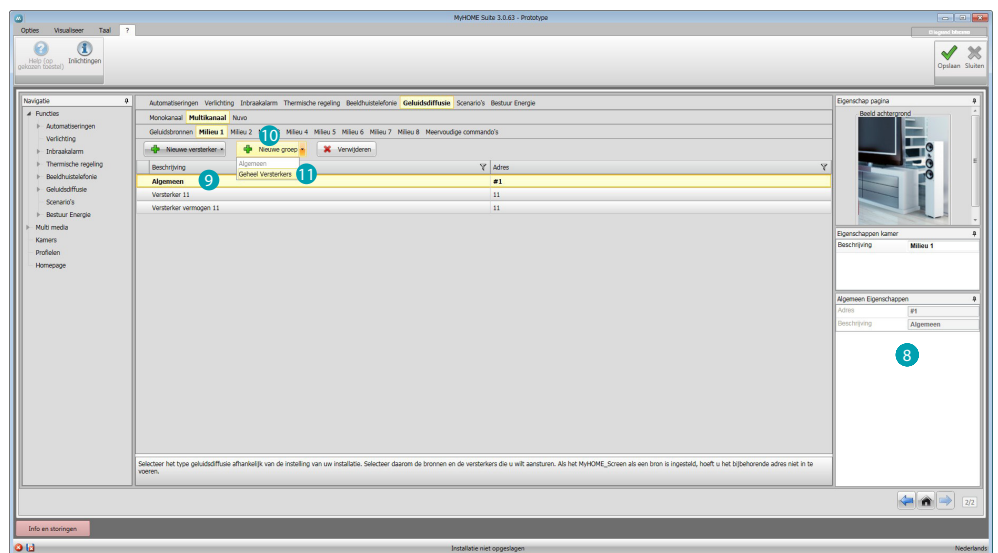 MyHOME Suite 3.0.63 - Prototype
Opties Visualiseer Taal ?
Help (op gekozen toestel)
Inlichtingen
Opslaan Sluiten
Navigatie
Functies
Automatiseringen
Verlichting
Inbraakalarm
Thermische regeling
Beeldhuistelefonie
Geluidsdiffusie
Scenario's
Bestuur Energie
Multi media
Kamers
Profielen
Homepage
Automatiseringen Verlichting Inbraakalarm Thermische regeling Beeldhuistelefonie Geluidsdiffusie Scenario's Bestuur Energie
Monokanaal Multikanaal Nuvo
Geluidsbronnen Milieu 1 Milieu 2 Milieu 4 Milieu 5 Milieu 6 Milieu 7 Milieu 8 Meervoudige commando's
10
Nieuwe versterker Nieuwe groep Verwijderen
Algemeen
Geheel Versterkers 11
Beschrijving Adres
Algemeen 9 #1
Versterker 11 11
Versterker vermogen 11 11
Selecteer het type geluidsdiffusie afhankelijk van de instelling van uw installatie. Selecteer daarom de bronnen en de versterkers die u wilt aansturen. Als het MyHOME_Screen als een bron is ingesteld, hoeft u het bijbehorende adres niet in te
voeren.
Eigenschap pagina
Beeld achtergrond
Eigenschappen kamer
Beschrijving Milieu 1
Algemeen Eigenschappen
Adres #1
Beschrijving Algemeen
8
2/2
Info en storingen
Installatie niet opgeslagen
Nederlands